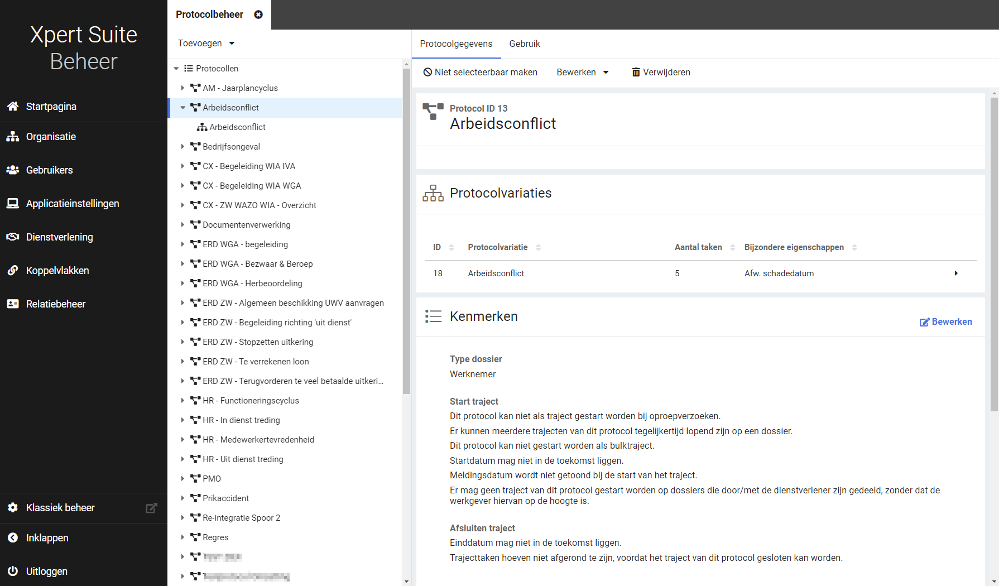 Xpert Suite
Beheer
Startpagina
Organisatie
Gebruikers
Applicatieinstellingen
Dienstverlening
Koppelvlakken
Relatiebeheer
Klassiek beheer
Inklappen
Uitloggen
Protocolbeheer
Toevoegen
Protocollen
AM - Jaarplancyclus
Arbeidsconflict
Arbeidsconflict
Bedrijfsongeval
CX - Begeleiding WIA IVA
CX - Begeleiding WIA WGA
CX - ZW WAZO WIA - Overzicht
Documentenverwerking
ERD WGA - begeleiding
ERD WGA - Bezwaar & Beroep
ERD WGA - Herbeoordeling
ERD ZW - Algemeen beschikking UWV aanvragen
ERD ZW - Begeleiding richting 'uit dienst'
ERD ZW - Stopzetten uitkering
ERD ZW - Te verrekenen loon
ERD ZW - Terugvorderen te veel betaalde uitkeri...
HR - Functioneringscyclus
HR - In dienst treding
HR - Medewerkertevredenheid
HR - Uit dienst treding
PMO
Prikaccident
Re-integratie Spoor 2
Regres
Protocolgegevens Gebruik
Niet selecteerbaar maken Bewerken Verwijderen
Protocol ID 13
Arbeidsconflict
Protocolvariaties
ID Protocolvariatie Aantal taken Bijzondere eigenschappen
18 Arbeidsconflict 5 Afw. schadedatum
Kenmerken
Bewerken
Type dossier
Werknemer
Start traject
Dit protocol kan niet als traject gestart worden bij oproepverzoeken.
Er kunnen meerdere trajecten van dit protocol tegelijkertijd lopend zijn op een dossier.
Dit protocol kan niet gestart worden als bulktraject.
Startdatum mag niet in de toekomst liggen.
Meldingsdatum wordt niet getoond bij de start van het traject.
Er mag geen traject van dit protocol gestart worden op dossiers die door/met de dienstverlener zijn gedeeld, zonder dat de
werkgever hiervan op de hoogte is.
Afsluiten traject
Einddatum mag niet in de toekomst liggen.
Trajecttaken hoeven niet afgerond te zijn, voordat het traject van dit protocol gesloten kan worden.